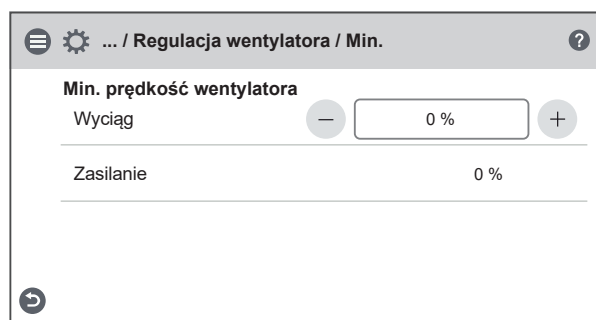 ... / Regulacja wentylatora / Min. ?
Min. prędkość wentylatora
Wyciąg − 0 % +
Zasilanie 0 %